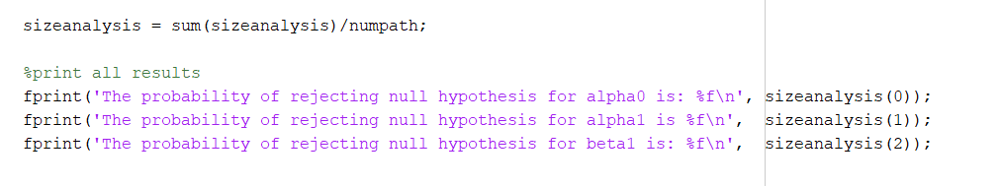 sizeanalysis = sum(sizeanalysis)/numpath;
%print all results
fprint('The probability of rejecting null hypothesis for alpha0 is: %f\n', sizeanalysis(0));
fprint('The probability of rejecting null hypothesis for alpha1 is %f\n',  sizeanalysis(1));
fprint('The probability of rejecting null hypothesis for beta1 is: %f\n',  sizeanalysis(2));